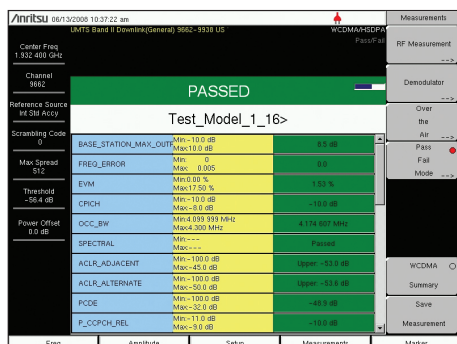 Anritsu 06/13/2008 10:37:22 am
UMTS Band II Downlink(General) 9662-9938 US
WCDMA/HSDPA
Pass/Fail
Center Freq
1.932 400 GHz
Channel
9662
Reference Source
Int Std Accy
Scrambling Code
0
Max Spread
512
Threshold
-56.4 dB
Power Offset
0.0 dB
PASSED
Test_Model_1_16>
BASE_STATION_MAX_OUTP Min:-10.0 dB Max:10.0 dB 8.5 dB
FREQ_ERROR Min: 0 Max: 0.005 0.0
EVM Min:0.00 % Max:17.50 % 1.53 %
CPICH Min:-10.0 dB Max:-8.0 dB -10.0 dB
OCC_BW Min:4.099 999 MHz Max:4.300 MHz 4.174 607 MHz
SPECTRAL Min:--- Max:--- Passed
ACLR_ADJACENT Min:-100.0 dB Max:-45.0 dB Upper: -53.0 dB
ACLR_ALTERNATE Min:-100.0 dB Max:-50.0 dB Upper: -53.6 dB
PCDE Min:-100.0 dB Max:-32.0 dB -48.9 dB
P_CCPCH_REL Min:-11.0 dB Max:-9.0 dB -10.0 dB
Measurements
RF Measurement
-->
Demodulator
-->
Over
the
Air -->
Pass
Fail
Mode -->
WCDMA
Summary
Save
Measurement
Freq Amplitude Setup Measurements Marker